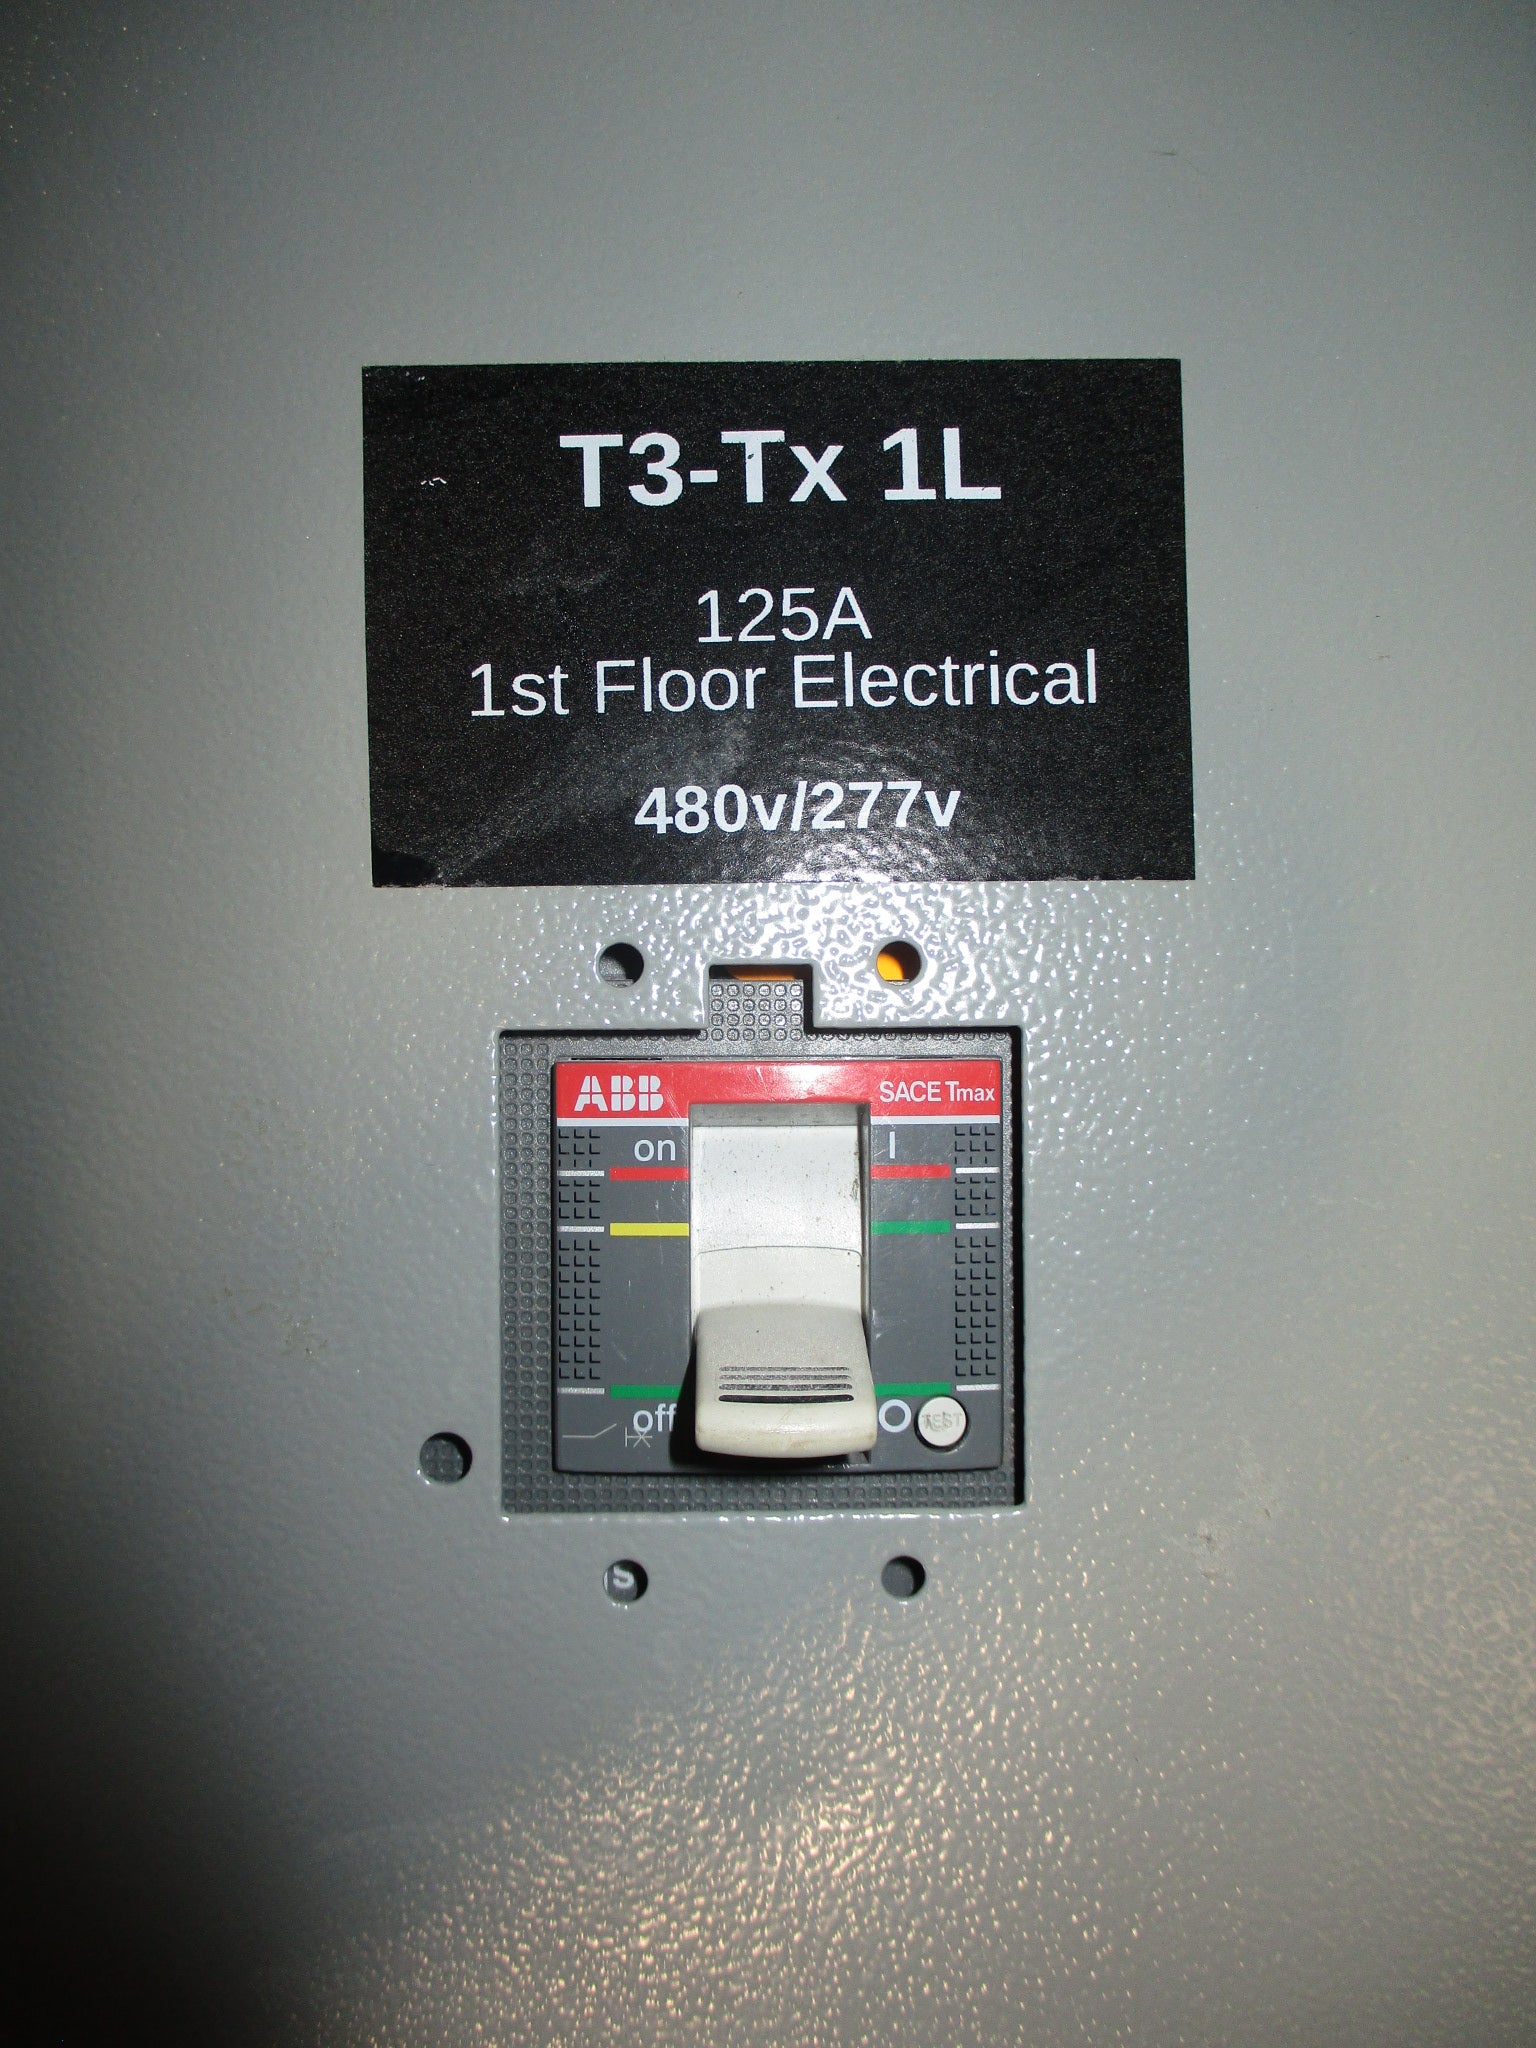 T3-Tx 1L
125A
1st Floor Electrical
480v/277v
ABB SACE Tmax
on I
off O TEST
S